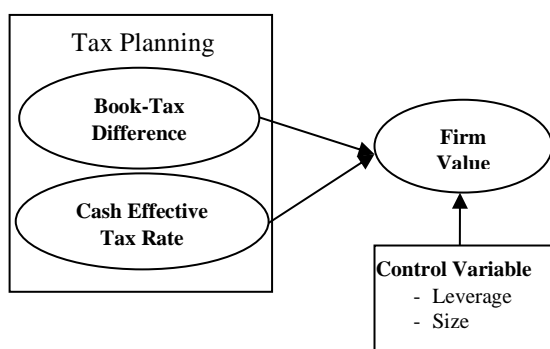 Tax Planning
Book-Tax
Difference
Cash Effective
Tax Rate
Firm
Value
Control Variable
- Leverage
- Size